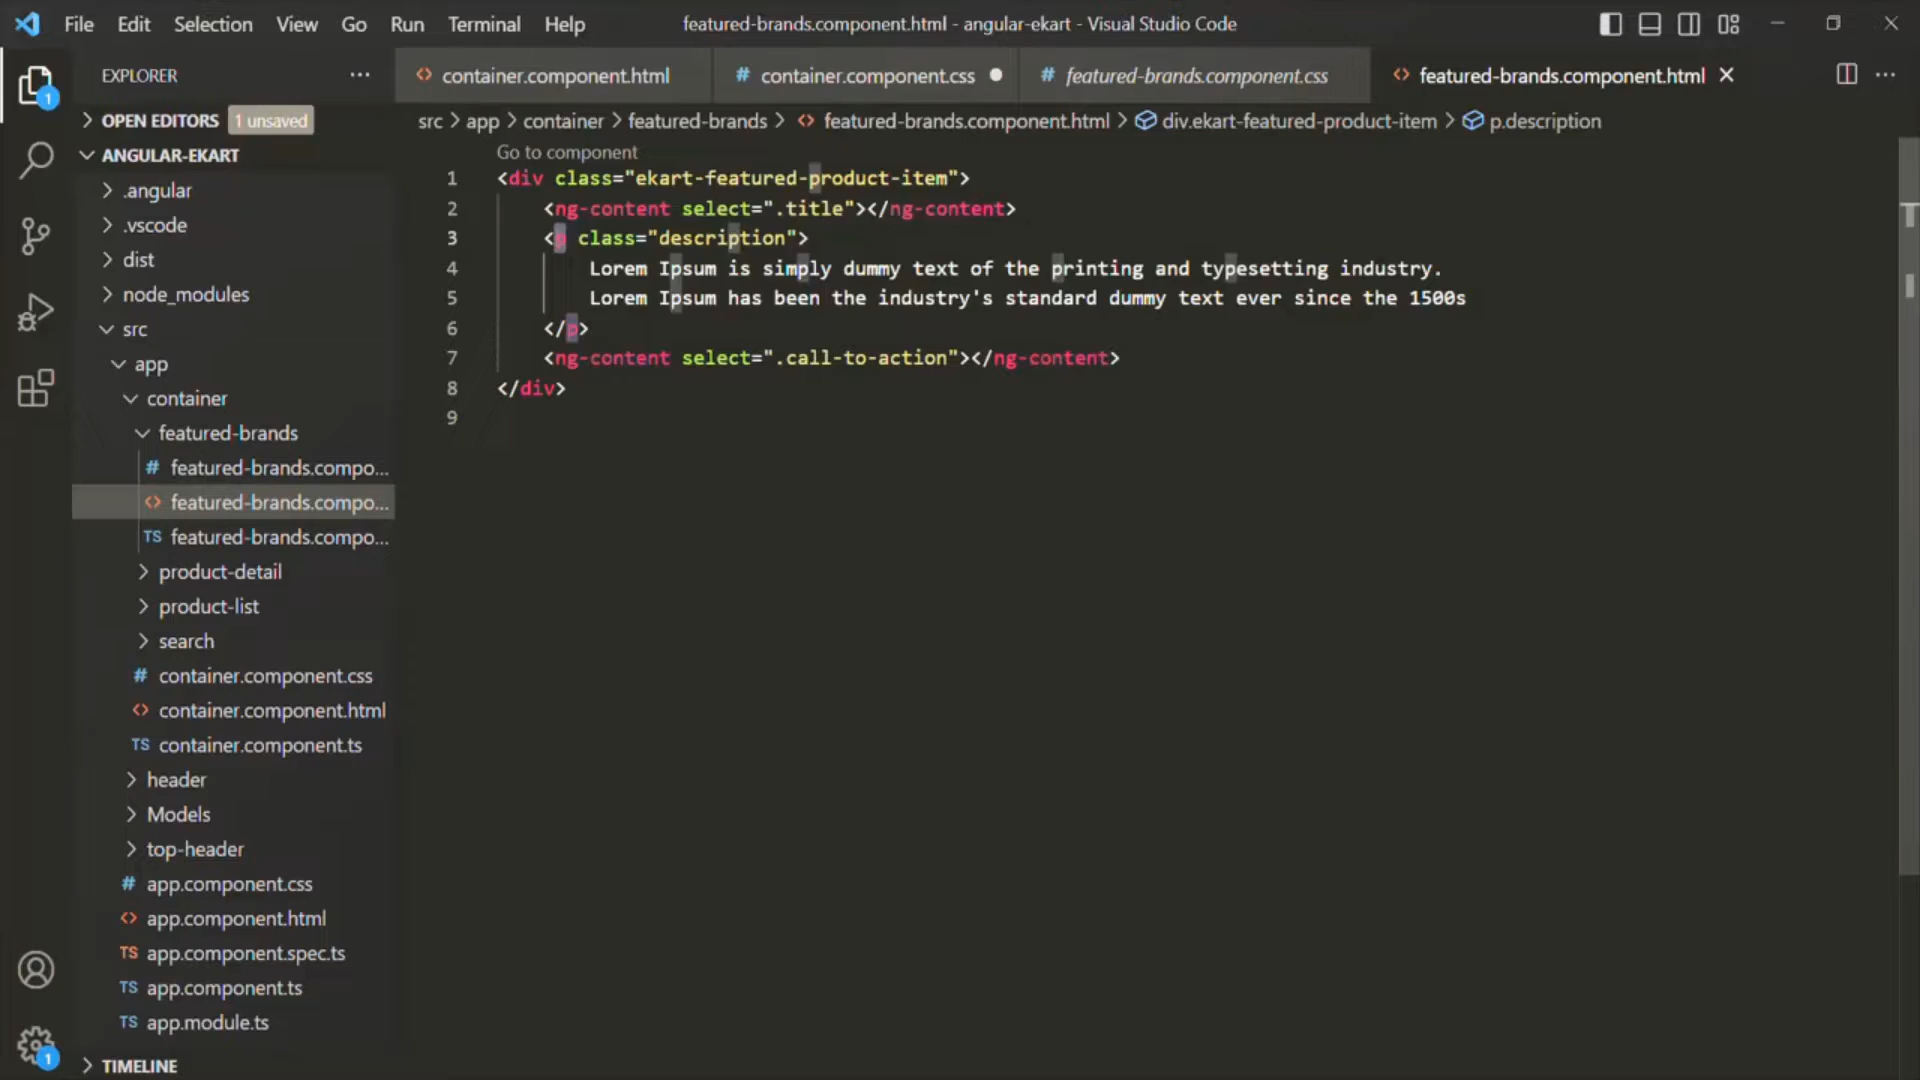 File Edit Selection View Go Run Terminal Help
featured-brands.component.html - angular-ekart - Visual Studio Code
EXPLORER
container.component.html
# container.component.css
# featured-brands.component.css
featured-brands.component.html
OPEN EDITORS 1 unsaved
src > app > container > featured-brands > featured-brands.component.html > div.ekart-featured-product-item > p.description
ANGULAR-EKART
.angular
.vscode
dist
node_modules
src
app
container
featured-brands
# featured-brands.compo...
featured-brands.compo...
TS featured-brands.compo...
product-detail
product-list
search
# container.component.css
container.component.html
TS container.component.ts
header
Models
top-header
# app.component.css
app.component.html
TS app.component.spec.ts
TS app.component.ts
TS app.module.ts
TIMELINE
1
1
Go to component
1 <div class="ekart-featured-product-item">
2 <ng-content select=".title"></ng-content>
3 <p class="description">
4 Lorem Ipsum is simply dummy text of the printing and typesetting industry.
5 Lorem Ipsum has been the industry's standard dummy text ever since the 1500s
6 </p>
7 <ng-content select=".call-to-action"></ng-content>
8 </div>
9